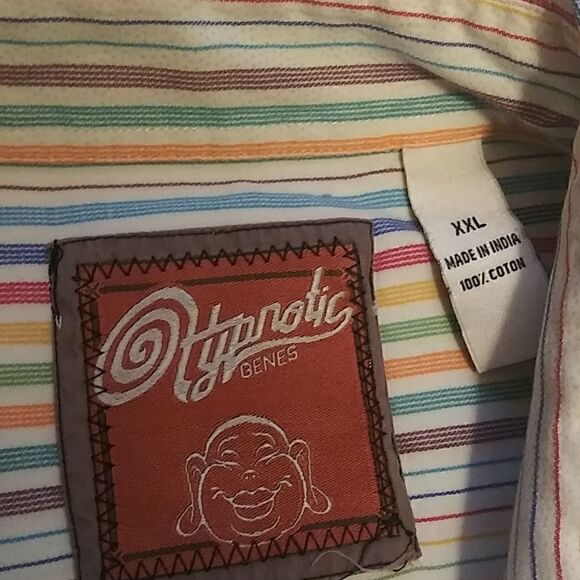 Hypnotic
GENES
XXL
MADE IN INDIA
100% COTON